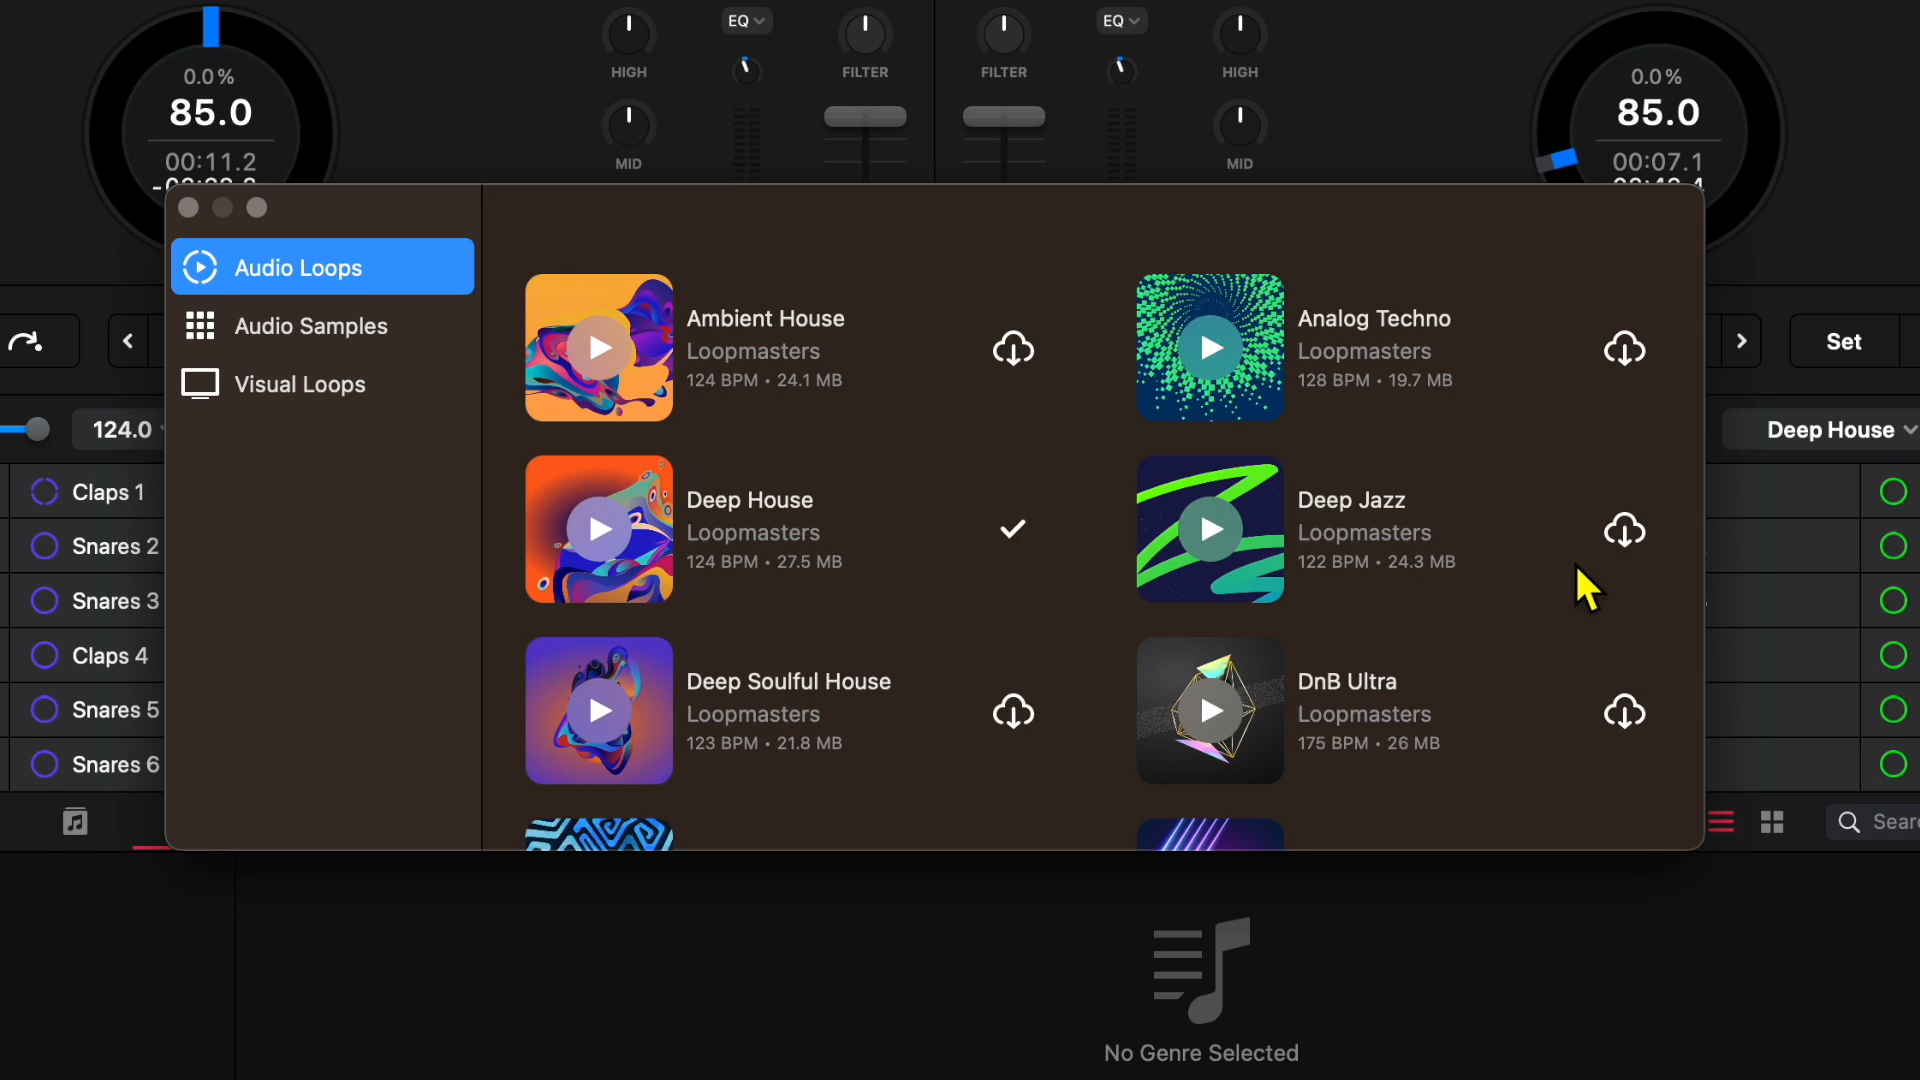 0.0%
85.0
00:11.2
HIGH
EQ
FILTER
FILTER
EQ
HIGH
MID
MID
0.0%
85.0
00:07.1
Audio Loops
Audio Samples
Visual Loops
Ambient House
Loopmasters
124 BPM • 24.1 MB
Analog Techno
Loopmasters
128 BPM • 19.7 MB
Deep House
Loopmasters
124 BPM • 27.5 MB
Deep Jazz
Loopmasters
122 BPM • 24.3 MB
Deep Soulful House
Loopmasters
123 BPM • 21.8 MB
DnB Ultra
Loopmasters
175 BPM • 26 MB
Set
124.0
Deep House
Claps 1
Snares 2
Snares 3
Claps 4
Snares 5
Snares 6
Sear
No Genre Selected